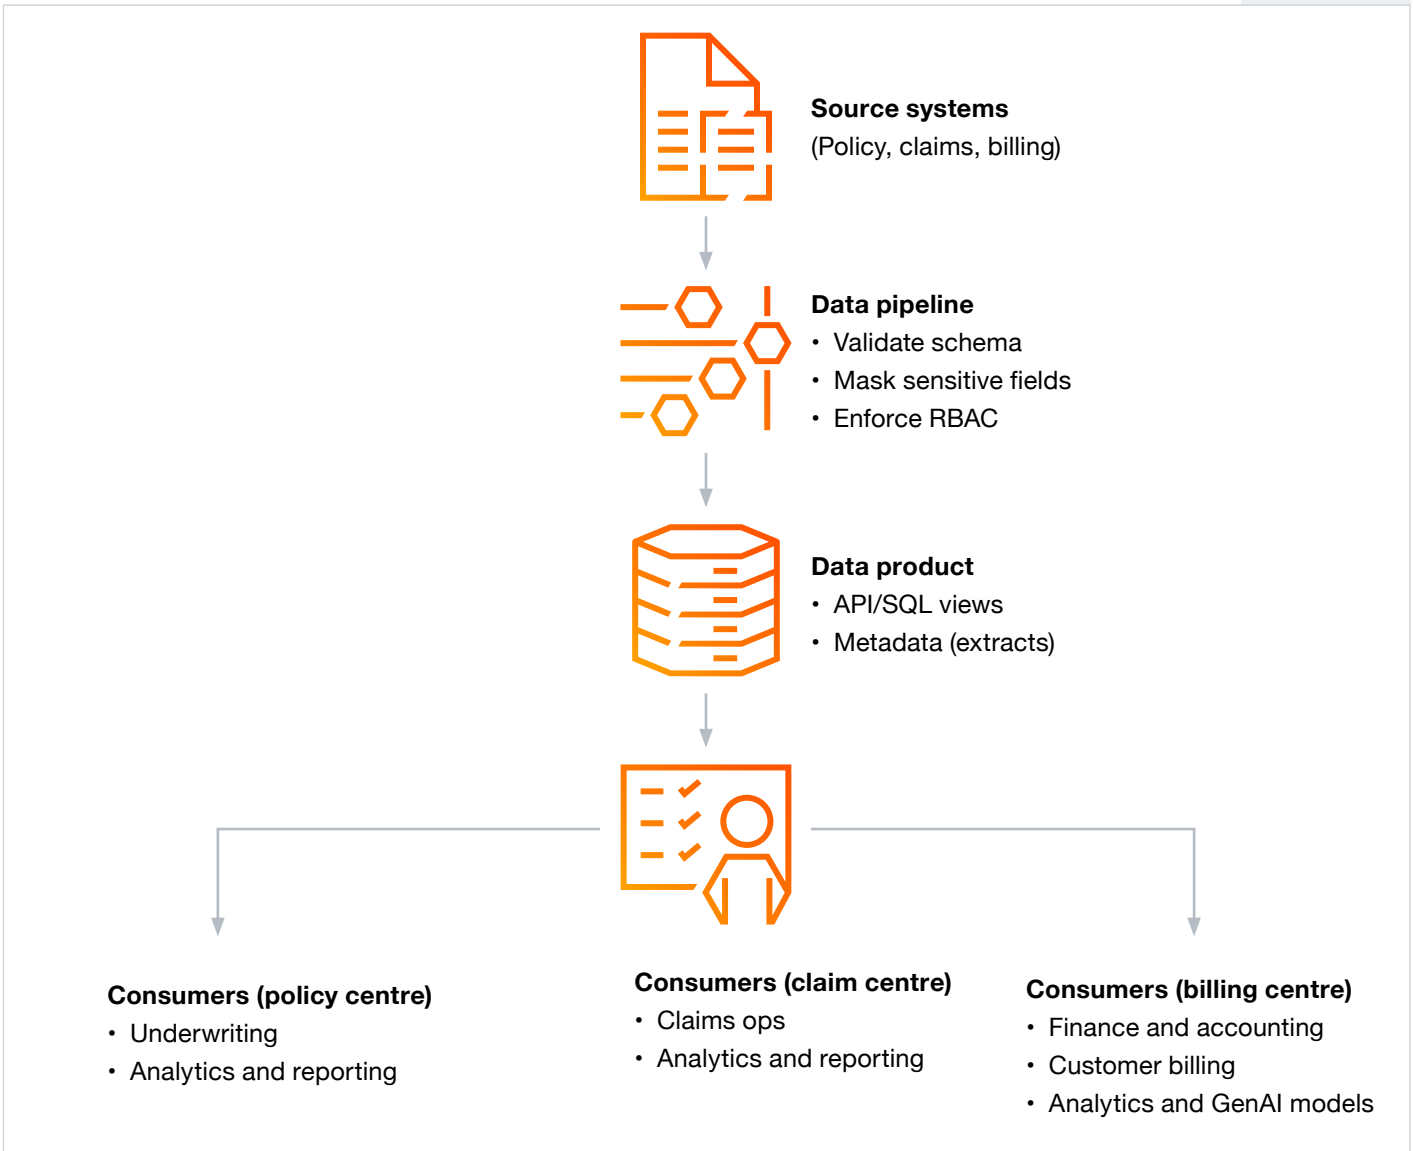 Source systems
(Policy, claims, billing)
Data pipeline
• Validate schema
• Mask sensitive fields
• Enforce RBAC
Data product
• API/SQL views
• Metadata (extracts)
Consumers (policy centre)
• Underwriting
• Analytics and reporting
Consumers (claim centre)
• Claims ops
• Analytics and reporting
Consumers (billing centre)
• Finance and accounting
• Customer billing
• Analytics and GenAI models